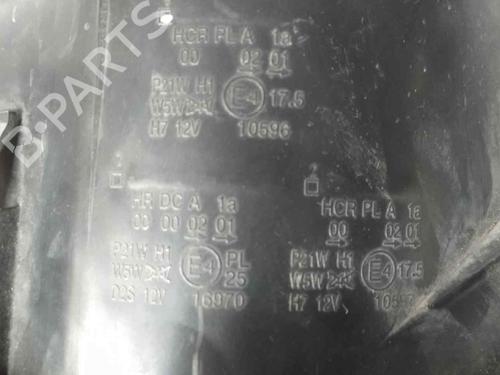 HCR PL A 1a
00 02 01
P21W H1
W5W E4 17.5
H7 12V 10596
1
2
HR DC A 1a
00 00 02 01
P21W H1 PL
W5W E4 25
D2S 12V 16970
HCR PL A 1a
00 02 01
P21W H1
W5W E4 17.5
H7 12V
B-PARTS